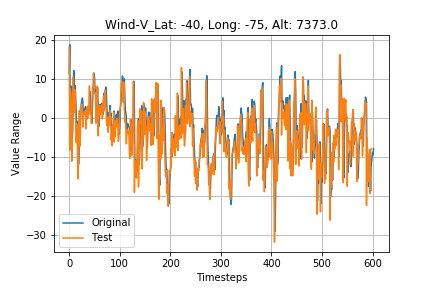 Wind-V_Lat: -40, Long: -75, Alt: 7373.0
Value Range
20
10
0
−10
−20
−30
Original
Test
0 100 200 300 400 500 600
Timesteps